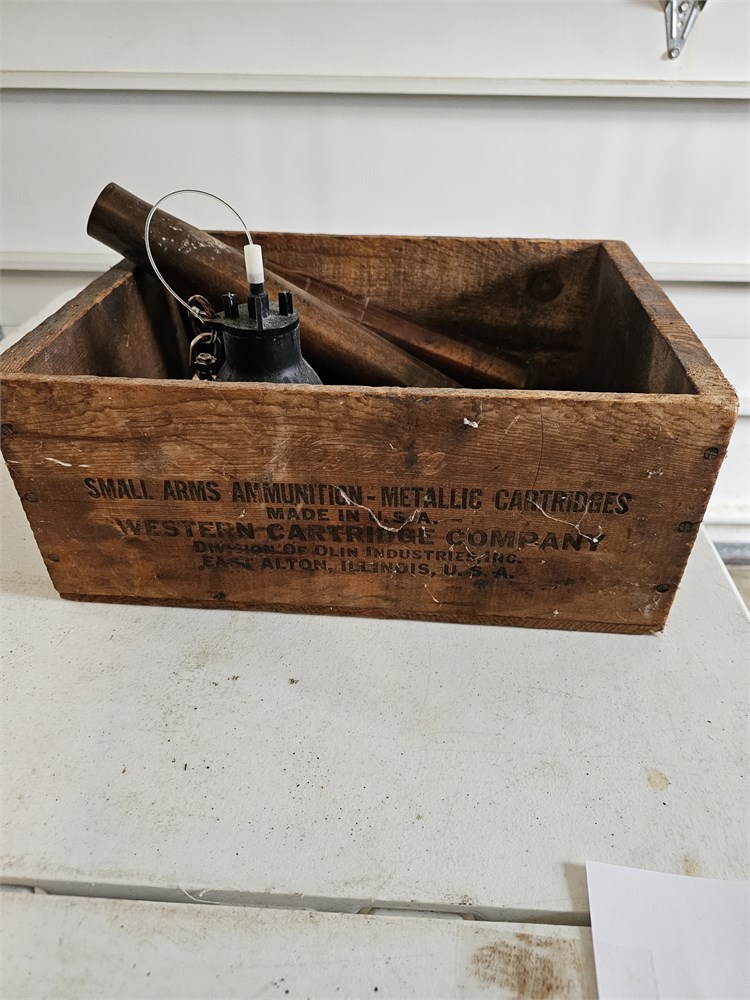 SMALL ARMS AMMUNITION - METALLIC CARTRIDGES
MADE IN U.S.A.
WESTERN CARTRIDGE COMPANY
DIVISION OF OLIN INDUSTRIES, INC.
EAST ALTON, ILLINOIS, U.S.A.